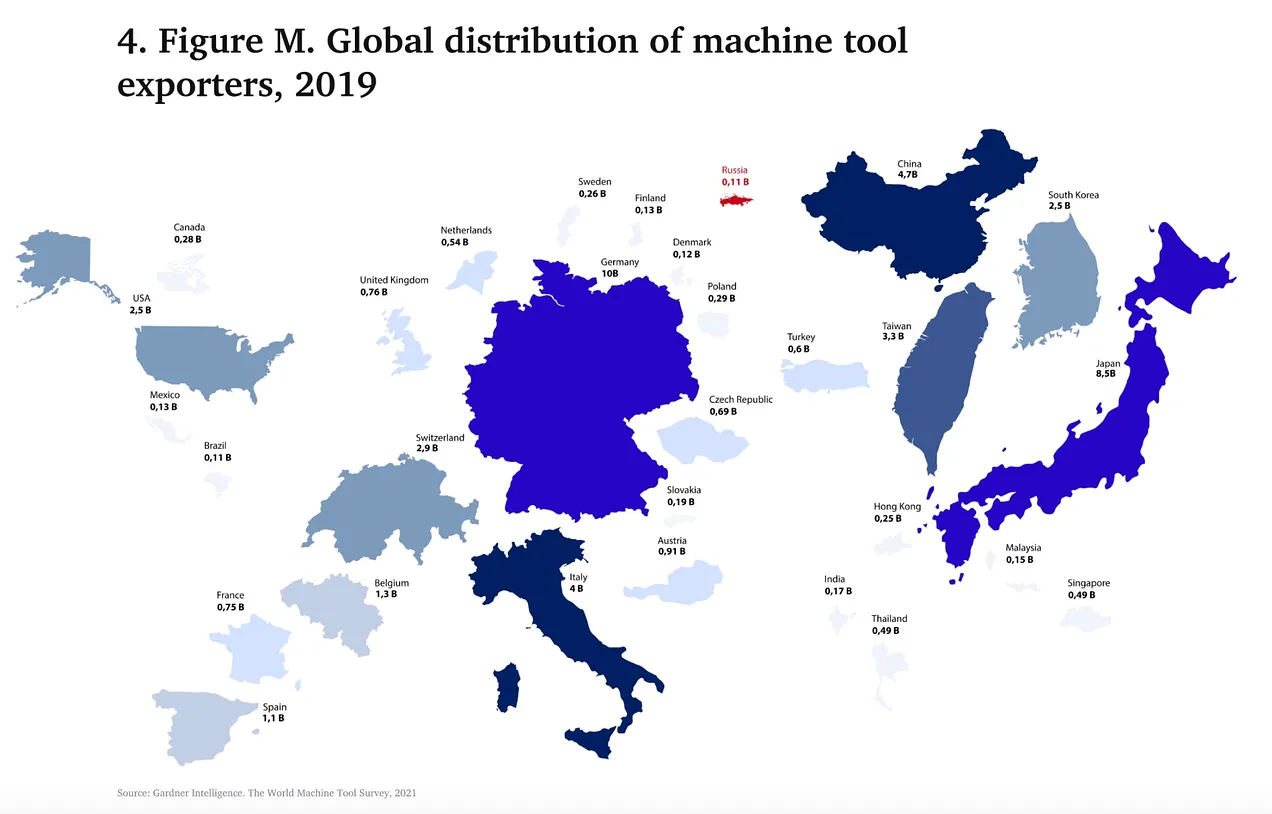 4. Figure M. Global distribution of machine tool
exporters, 2019
Canada
0,28 B
USA
2,5 B
Mexico
0,13 B
Brazil
0,11 B
Netherlands
0,54 B
United Kingdom
0,76 B
Sweden
0,26 B
Finland
0,13 B
Russia
0,11 B
Denmark
0,12 B
Germany
10B
Poland
0,29 B
China
4,7B
South Korea
2,5 B
Turkey
0,6 B
Taiwan
3,3 B
Japan
8,5B
Czech Republic
0,69 B
Switzerland
2,9 B
Slovakia
0,19 B
Austria
0,91 B
Italy
4 B
Belgium
1,3 B
France
0,75 B
Spain
1,1 B
Hong Kong
0,25 B
Malaysia
0,15 B
India
0,17 B
Thailand
0,49 B
Singapore
0,49 B
Source: Gardner Intelligence. The World Machine Tool Survey, 2021